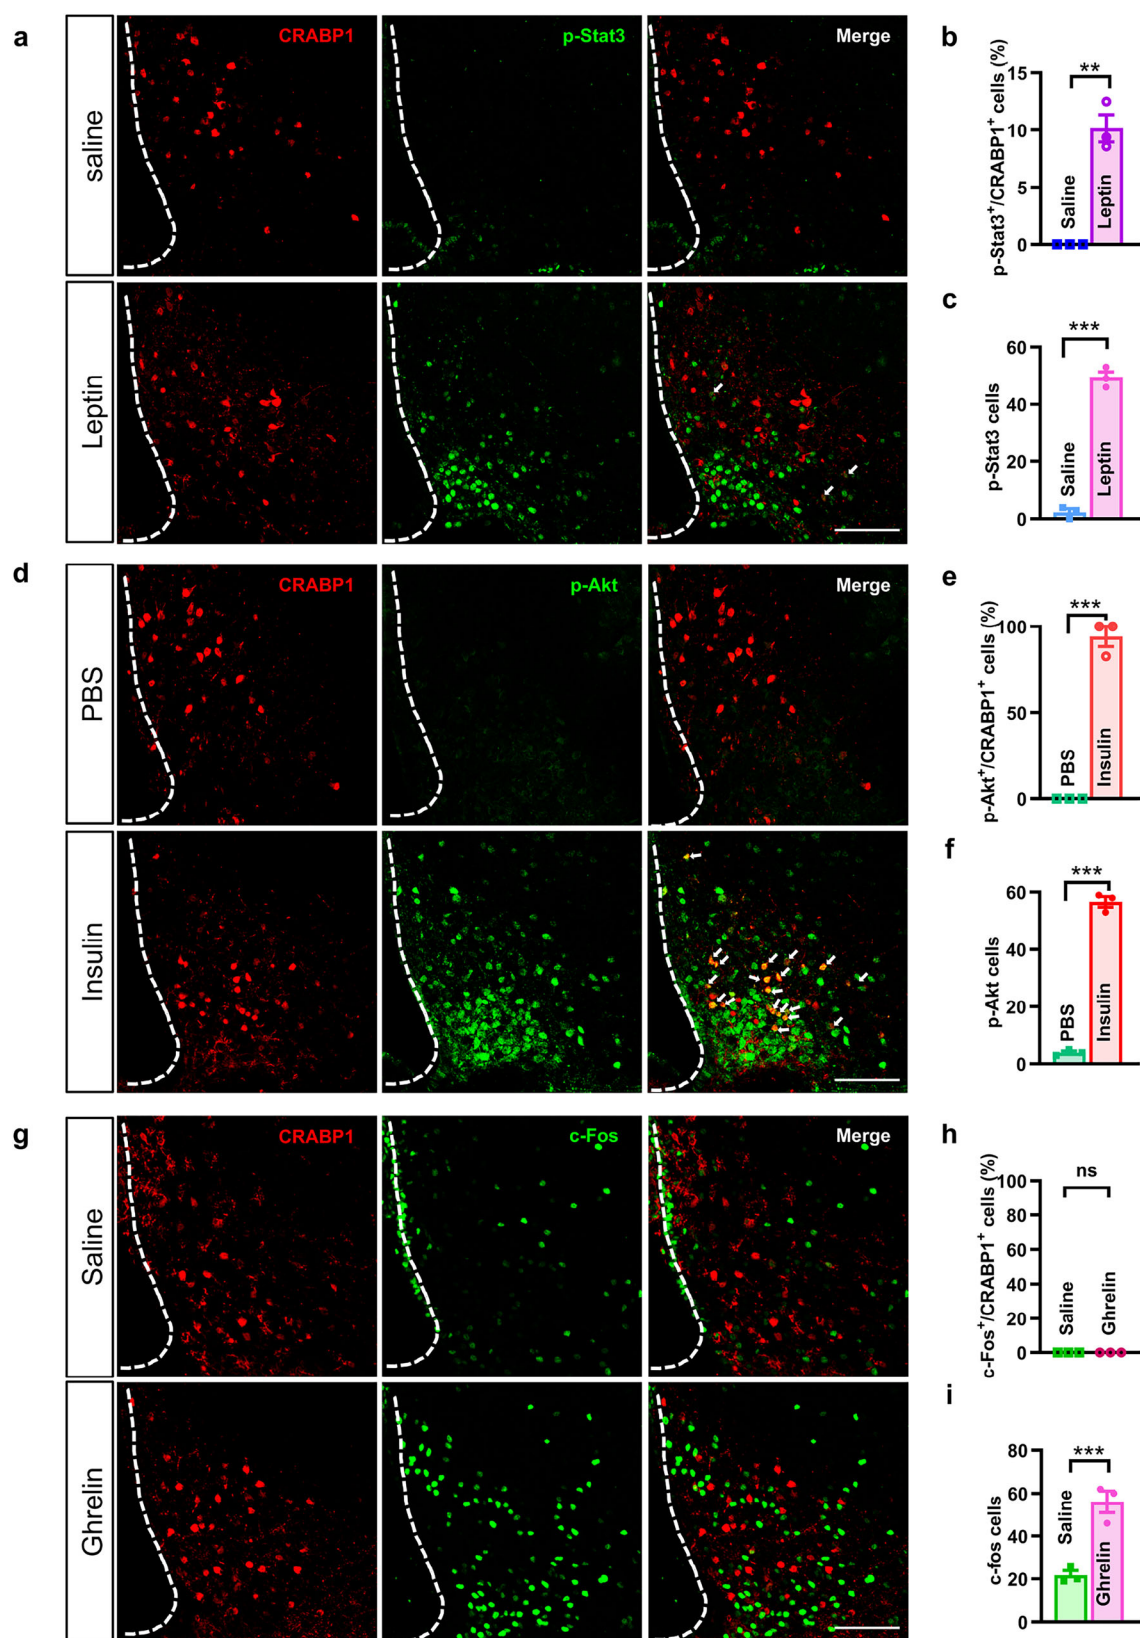 a
CRABP1
p-Stat3
Merge
saline
Leptin
b
p-Stat3+/CRABP1+ cells (%)
15
10
5
0
**
Saline
Leptin
c
p-Stat3 cells
60
40
20
0
***
Saline
Leptin
d
CRABP1
p-Akt
Merge
PBS
Insulin
e
p-Akt+/CRABP1+ cells (%)
100
50
0
***
PBS
Insulin
f
p-Akt cells
60
40
20
0
***
PBS
Insulin
g
CRABP1
c-Fos
Merge
Saline
Ghrelin
h
c-Fos+/CRABP1+ cells (%)
100
80
60
40
20
0
ns
Saline
Ghrelin
i
c-fos cells
80
60
40
20
0
***
Saline
Ghrelin